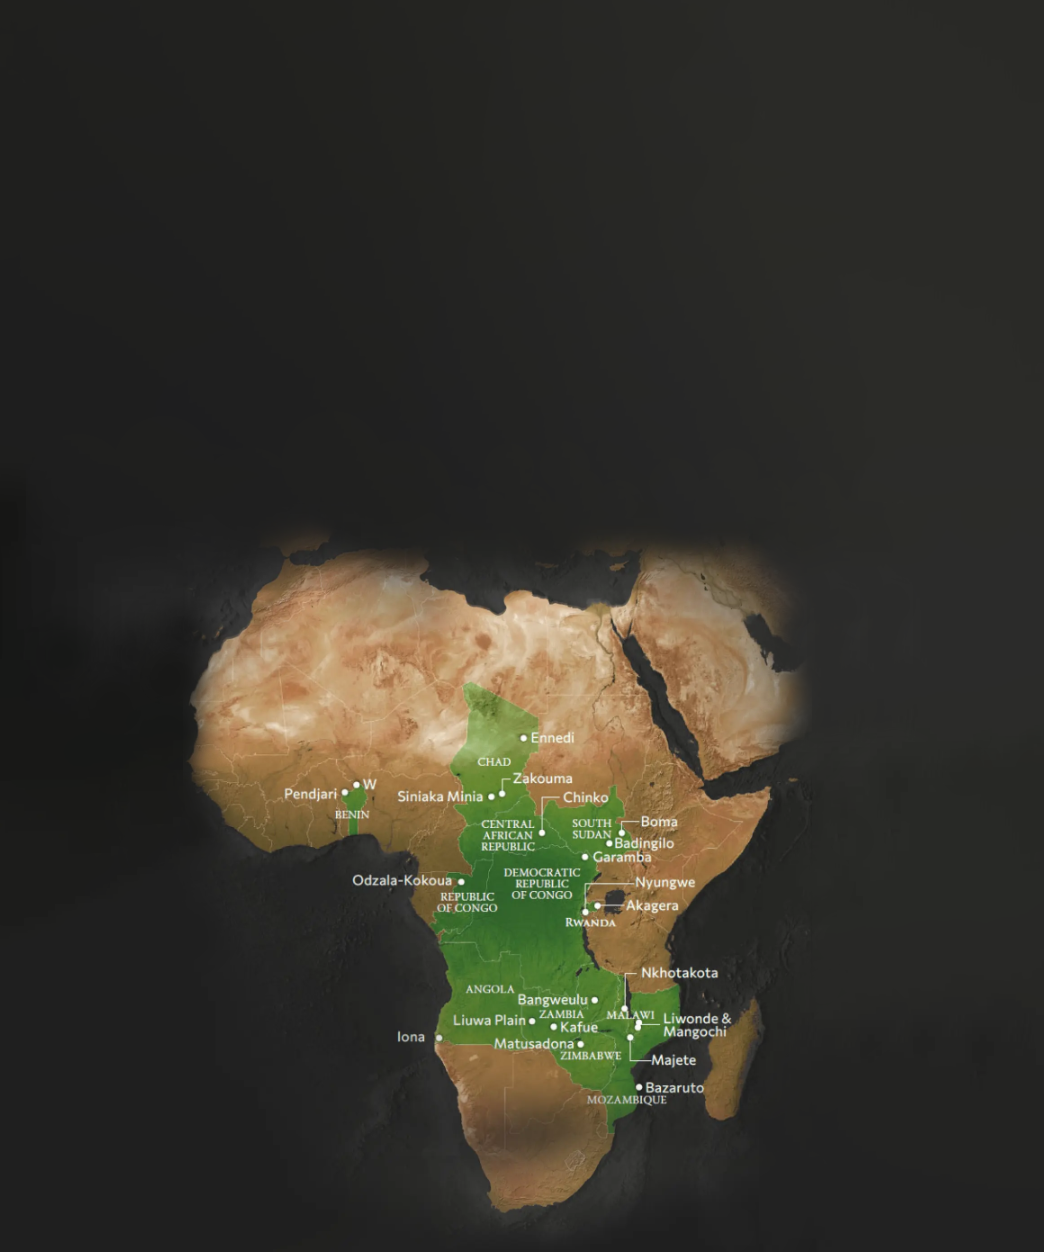 Ennedi
CHAD
Zakouma
W
Pendjari
Siniaka Minia
Chinko
BENIN
CENTRAL
AFRICAN
REPUBLIC
SOUTH
SUDAN
Boma
Badingilo
Garamba
DEMOCRATIC
REPUBLIC
OF CONGO
Odzala-Kokoua
Nyungwe
REPUBLIC
OF CONGO
Akagera
RWANDA
Nkhotakota
ANGOLA
Bangweulu
ZAMBIA
MALAWI
Liuwa Plain
Kafue
Liwonde &
Mangochi
Iona
Matusadona
ZIMBABWE
Majete
Bazaruto
MOZAMBIQUE